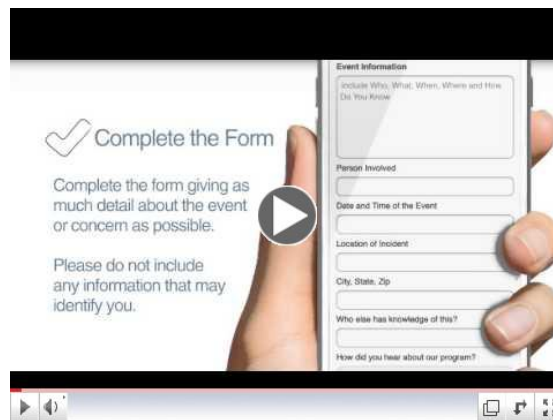 Complete the Form
Complete the form giving as
much detail about the event
or concern as possible.
Please do not include
any information that may
identify you.
Event Information
Include Who, What, When, Where and How
Do You Know
Person Involved
Date and Time of the Event
Location of Incident
City, State, Zip
Who else has knowledge of this?
How did you hear about our program?